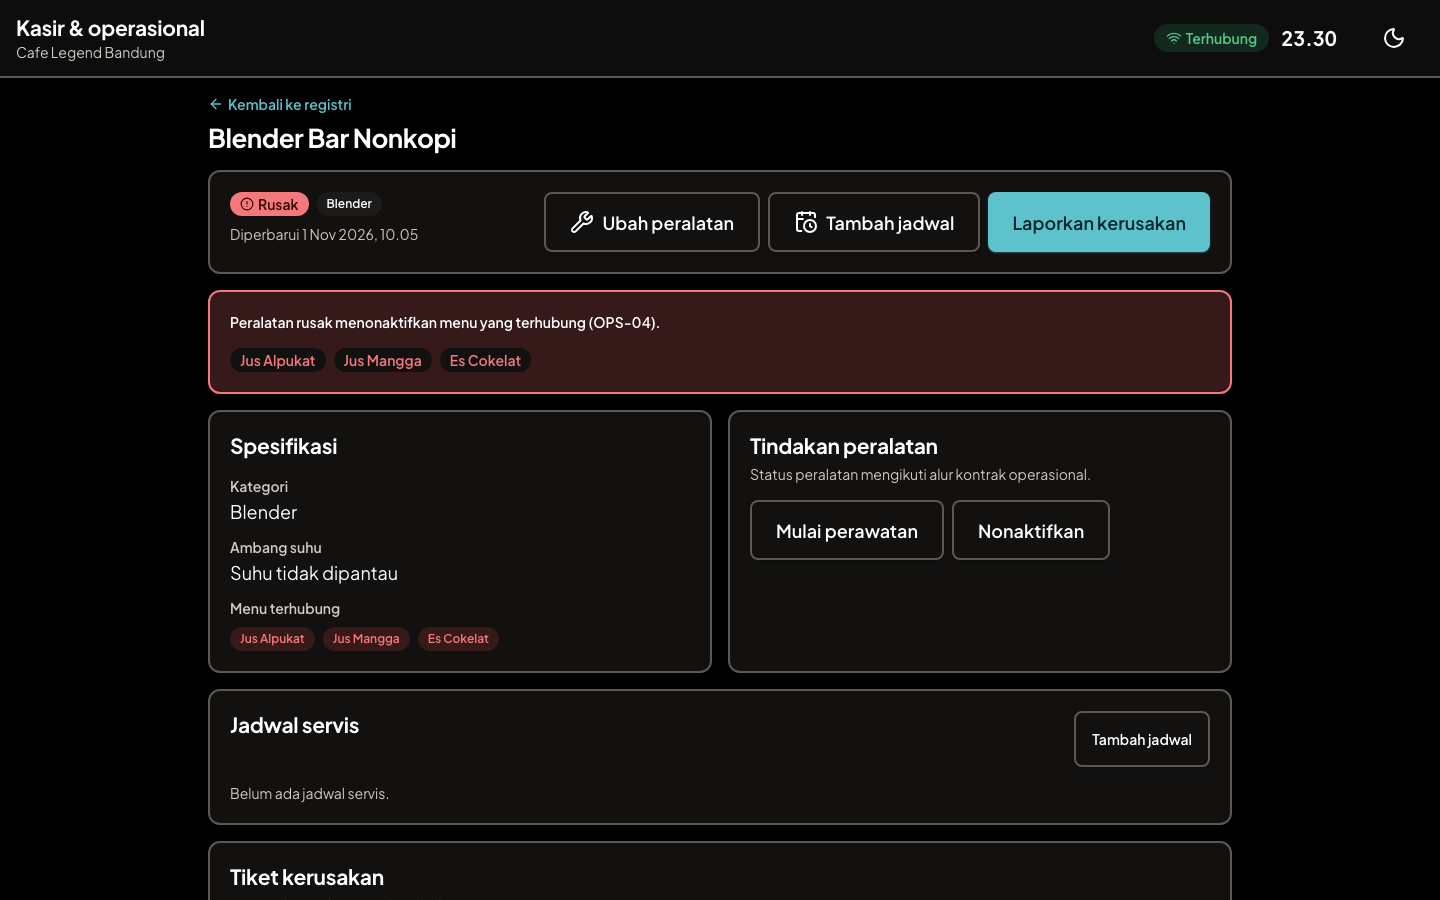 Kasir & operasional
Cafe Legend Bandung
Terhubung
23.30
Kembali ke registri
Blender Bar Nonkopi
Rusak
Blender
Diperbarui 1 Nov 2026, 10.05
Ubah peralatan
Tambah jadwal
Laporkan kerusakan
Peralatan rusak menonaktifkan menu yang terhubung (OPS-04).
Jus Alpukat
Jus Mangga
Es Cokelat
Spesifikasi
Kategori
Blender
Ambang suhu
Suhu tidak dipantau
Menu terhubung
Jus Alpukat
Jus Mangga
Es Cokelat
Tindakan peralatan
Status peralatan mengikuti alur kontrak operasional.
Mulai perawatan
Nonaktifkan
Jadwal servis
Tambah jadwal
Belum ada jadwal servis.
Tiket kerusakan